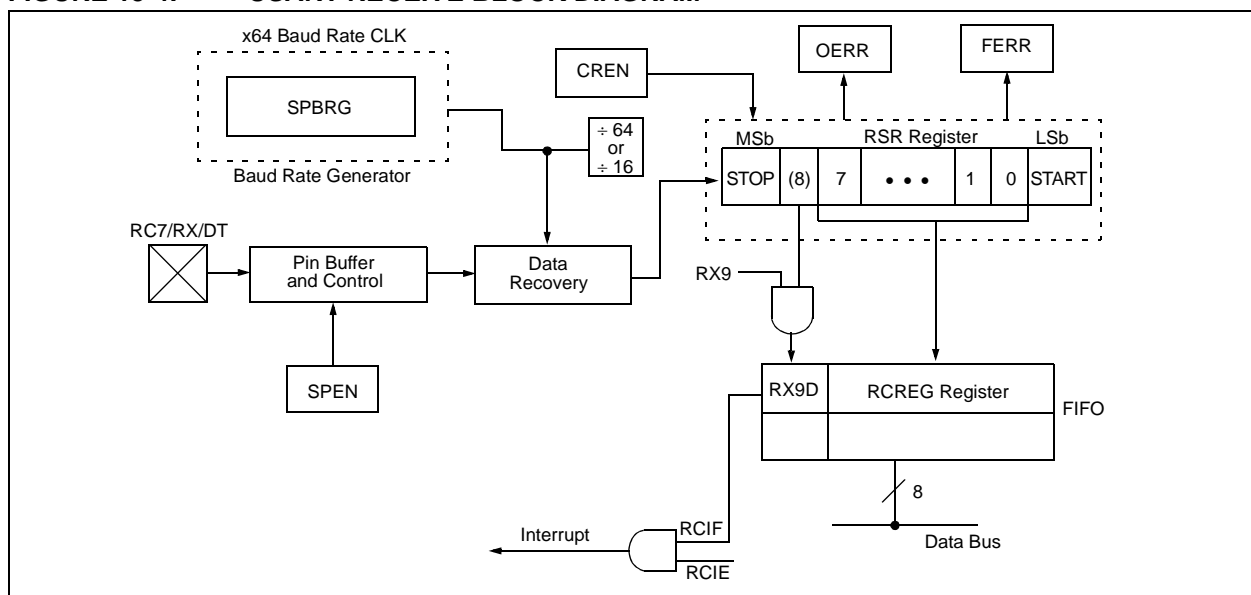 x64 Baud Rate CLK
SPBRG
Baud Rate Generator
CREN
OERR
FERR
÷ 64
or
÷ 16
MSb
RSR Register
LSb
STOP
(8)
7
• • •
1
0
START
RC7/RX/DT
Pin Buffer
and Control
Data
Recovery
RX9
SPEN
RX9D
RCREG Register
FIFO
8
Data Bus
Interrupt
RCIF
RCIE